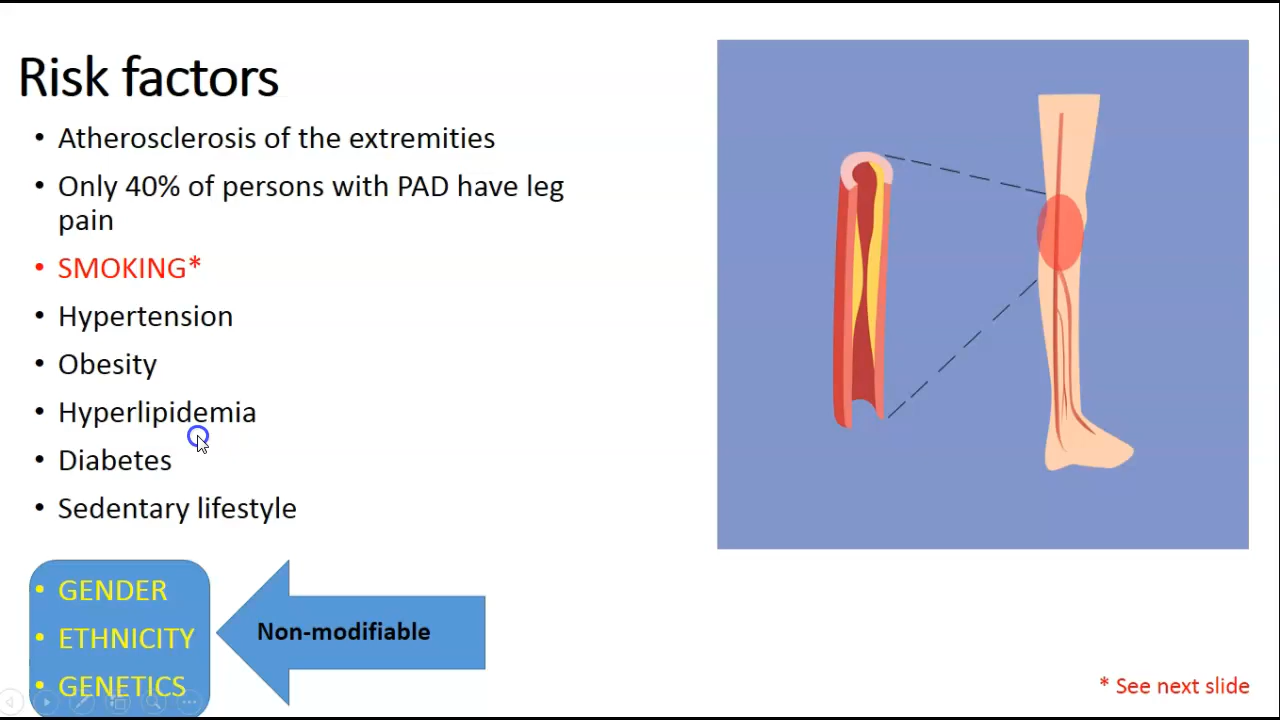 Risk factors
• Atherosclerosis of the extremities
• Only 40% of persons with PAD have leg
pain
• SMOKING*
• Hypertension
• Obesity
• Hyperlipidemia
• Diabetes
• Sedentary lifestyle
• GENDER
• ETHNICITY
• GENETICS
Non-modifiable
* See next slide